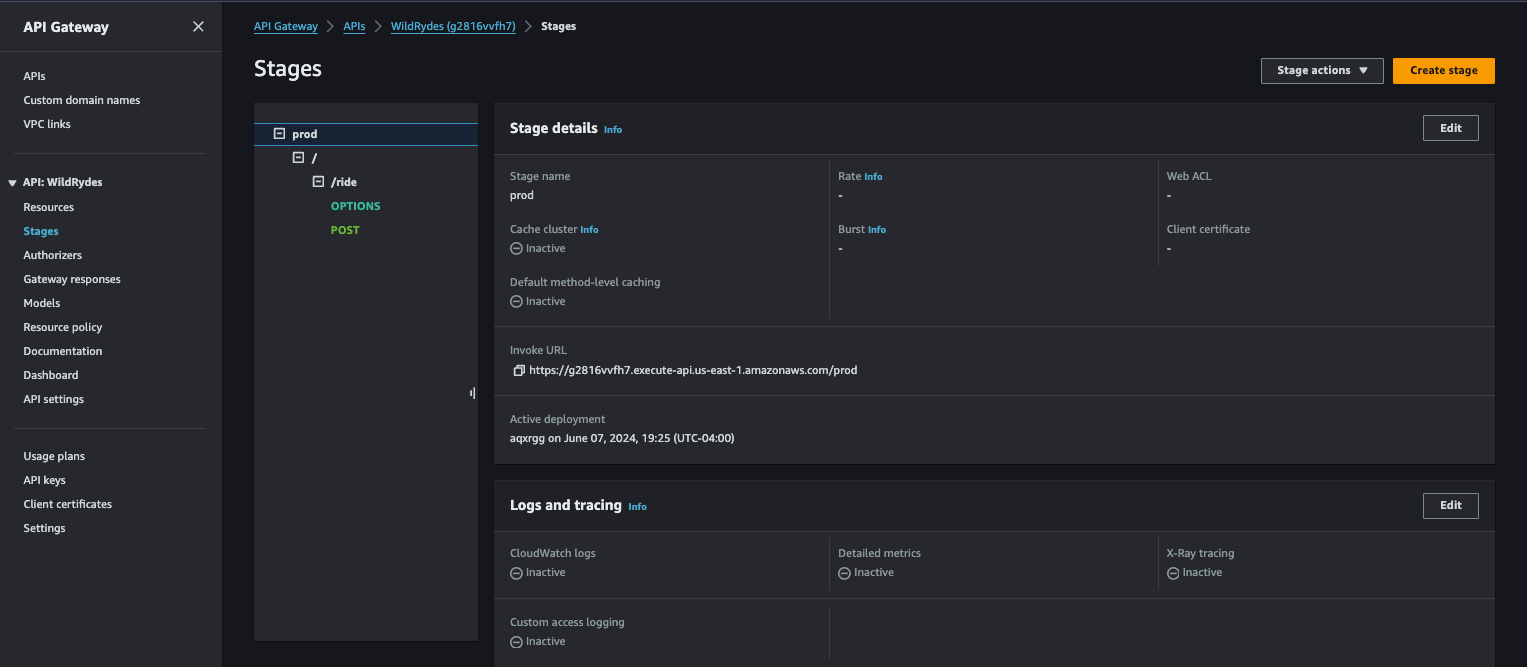 API Gateway
APIs
Custom domain names
VPC links
API: WildRydes
Resources
Stages
Authorizers
Gateway responses
Models
Resource policy
Documentation
Dashboard
API settings
Usage plans
API keys
Client certificates
Settings
API Gateway > APIs > WildRydes (g2816vvfh7) > Stages
Stages
Stage actions
Create stage
prod
/
/ride
OPTIONS
POST
Stage details Info
Edit
Stage name
prod
Rate Info
-
Web ACL
-
Cache cluster Info
Inactive
Burst Info
-
Client certificate
-
Default method-level caching
Inactive
Invoke URL
https://g2816vvfh7.execute-api.us-east-1.amazonaws.com/prod
Active deployment
aqxrgg on June 07, 2024, 19:25 (UTC-04:00)
Logs and tracing Info
Edit
CloudWatch logs
Inactive
Detailed metrics
Inactive
X-Ray tracing
Inactive
Custom access logging
Inactive